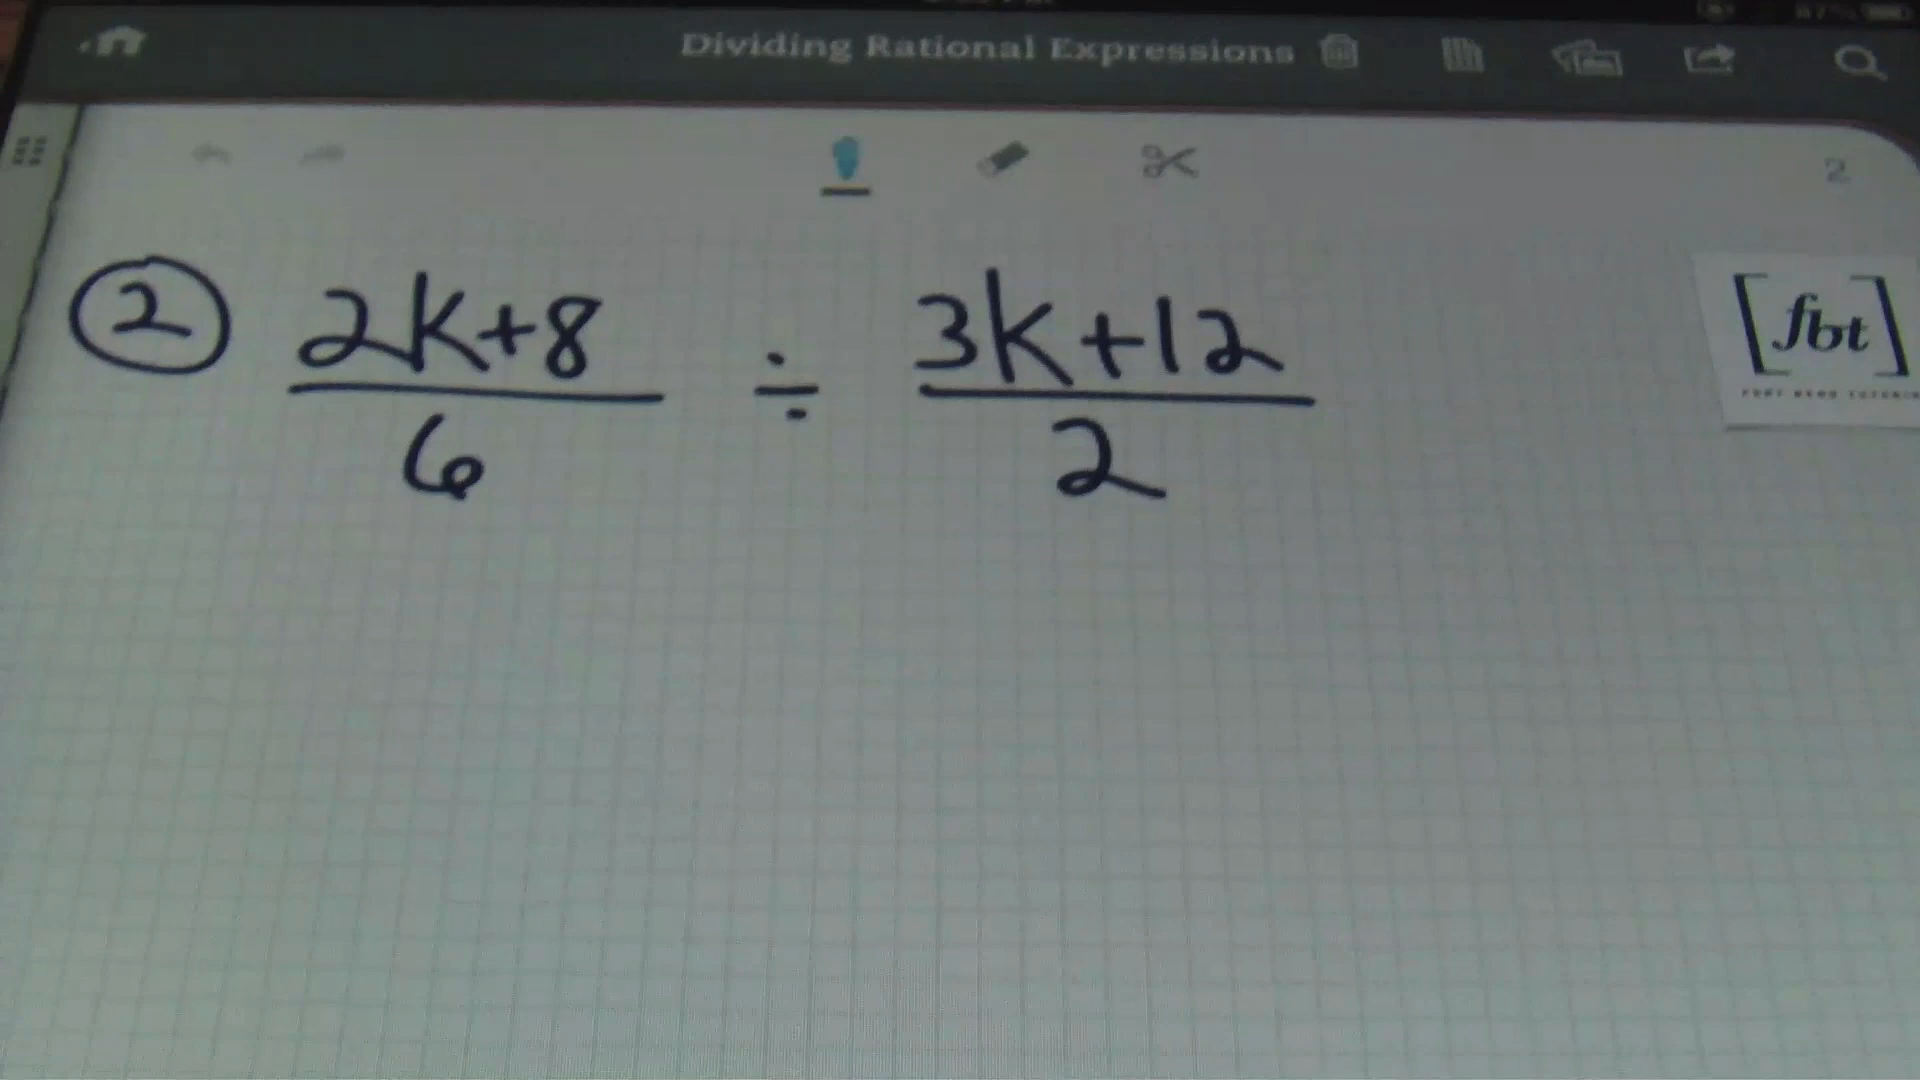 Dividing Rational Expressions
2
② 2K+8 / 6 ÷ 3K+12 / 2
[fbt]